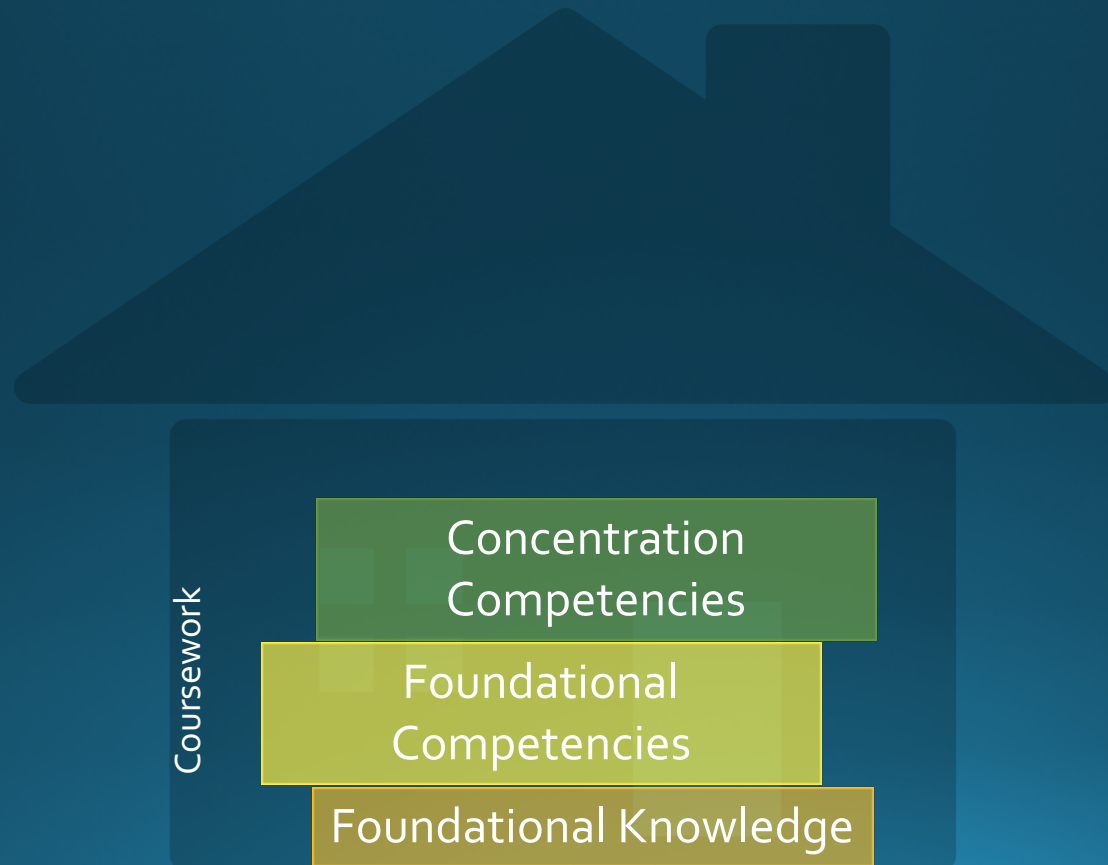 Concentration
Competencies
Coursework
Foundational
Competencies
Foundational Knowledge